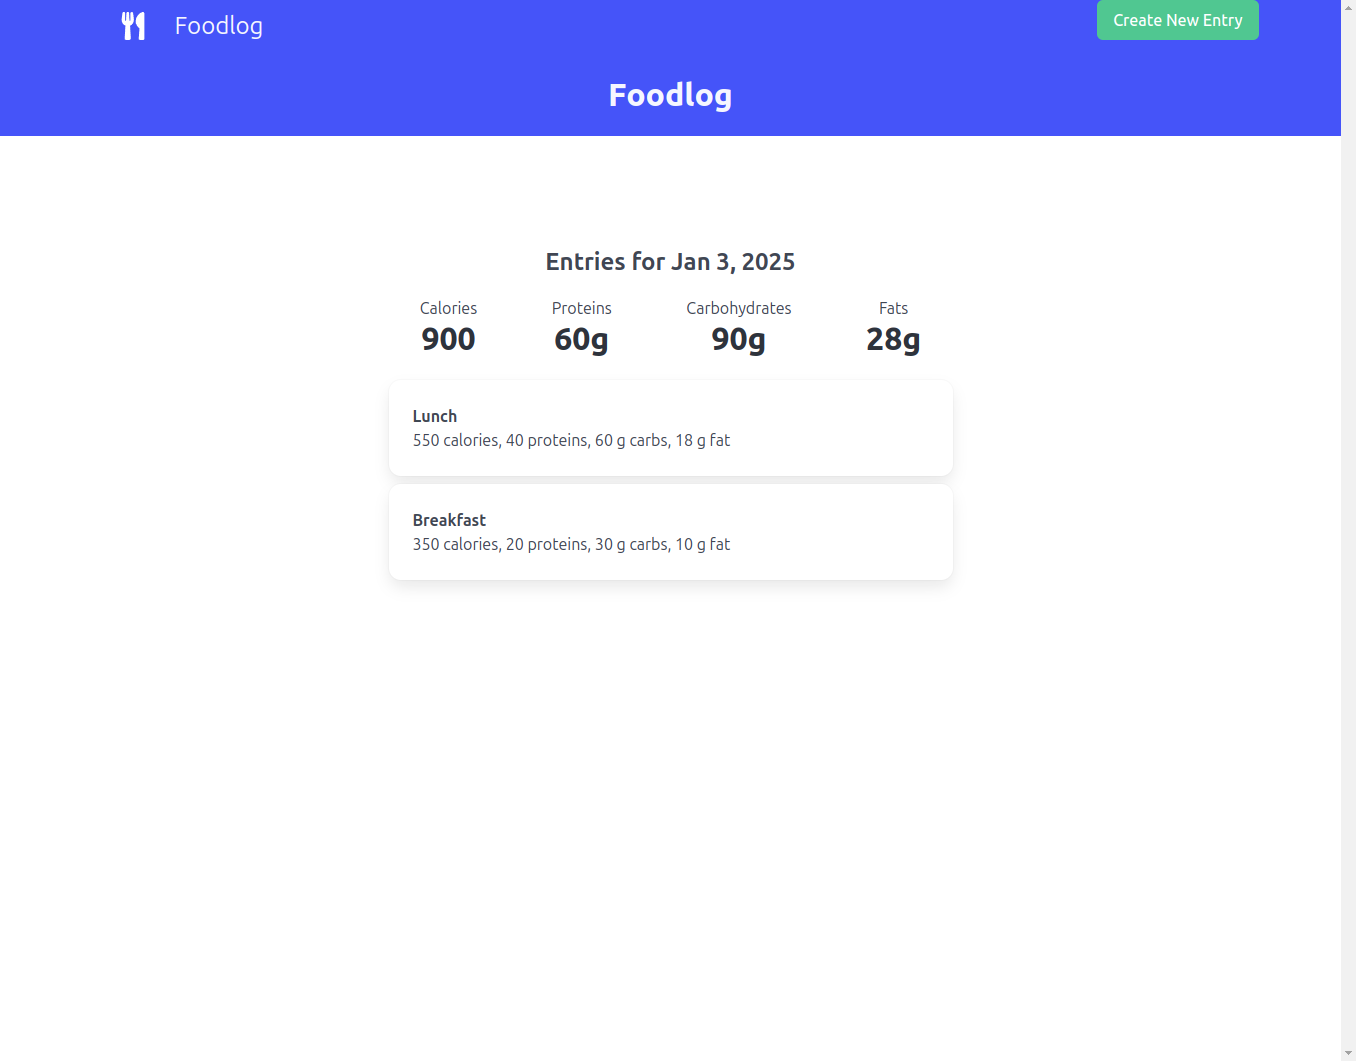 Foodlog
Create New Entry
Foodlog
Entries for Jan 3, 2025
Calories
900
Proteins
60g
Carbohydrates
90g
Fats
28g
Lunch
550 calories, 40 proteins, 60 g carbs, 18 g fat
Breakfast
350 calories, 20 proteins, 30 g carbs, 10 g fat